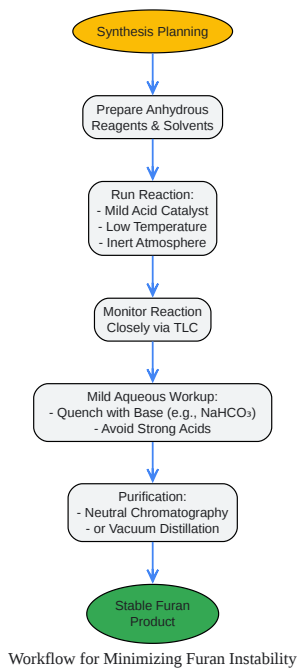 Synthesis Planning
Prepare Anhydrous
Reagents & Solvents
Run Reaction:
- Mild Acid Catalyst
- Low Temperature
- Inert Atmosphere
Monitor Reaction
Closely via TLC
Mild Aqueous Workup:
- Quench with Base (e.g., NaHCO₃)
- Avoid Strong Acids
Purification:
- Neutral Chromatography
- or Vacuum Distillation
Stable Furan
Product
Workflow for Minimizing Furan Instability